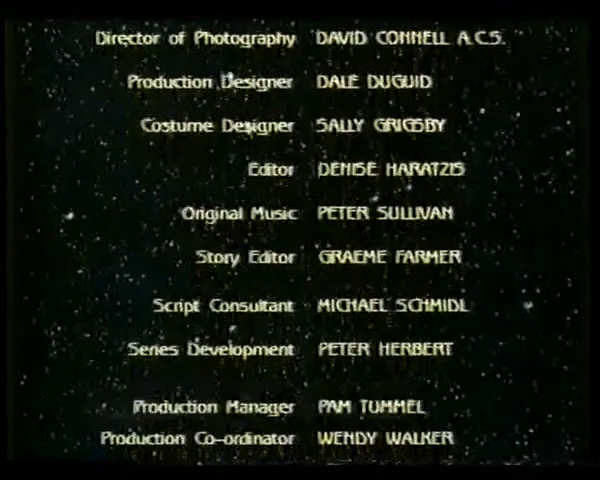 Director of Photography DAVID CONNELL A.C.S.
Production Designer DALE DUGUID
Costume Designer SALLY GRIGSBY
Editor DENISE HARATZIS
Original Music PETER SULLIVAN
Story Editor GRAEME FARMER
Script Consultant MICHAEL SCHMIDL
Series Development PETER HERBERT
Production Manager PAM TUMMEL
Production Co-ordinator WENDY WALKER